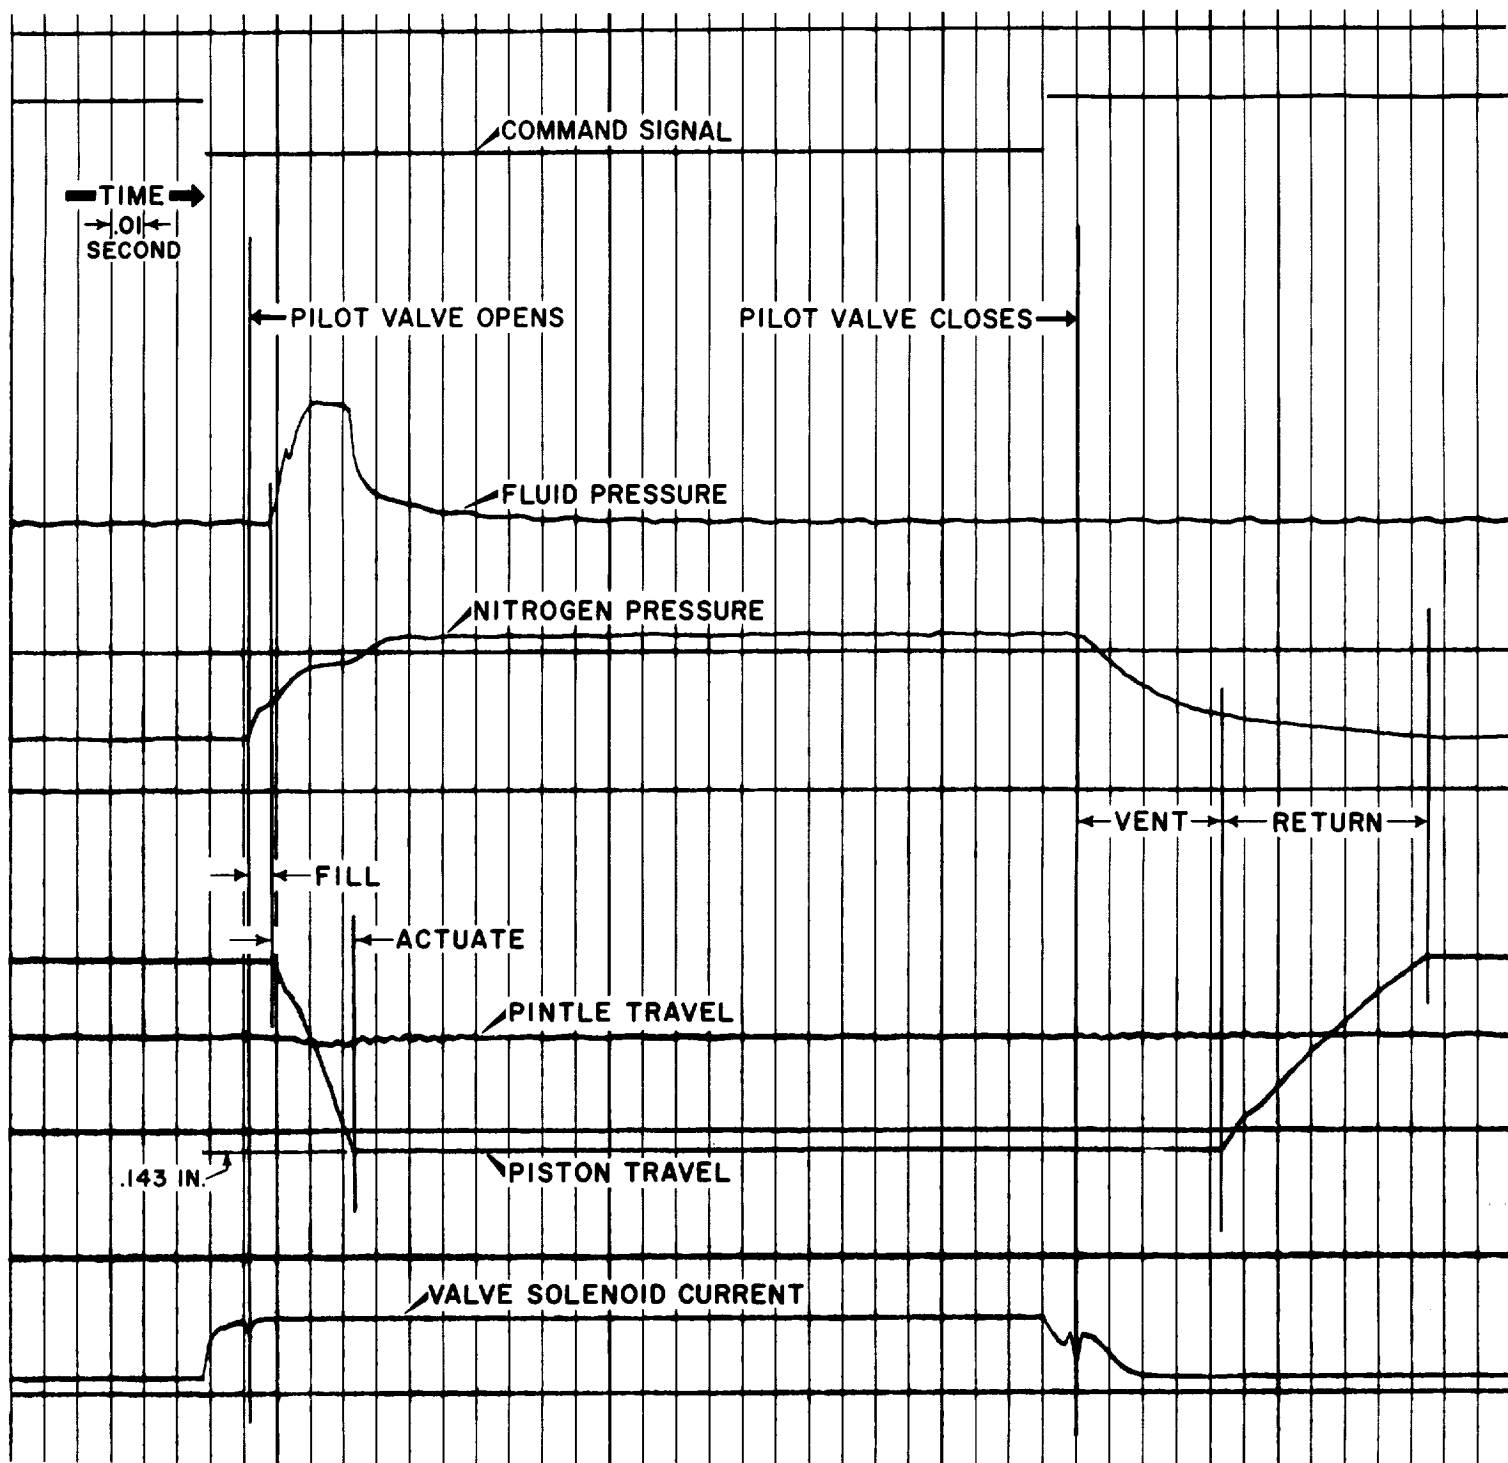 COMMAND SIGNAL
TIME
.01
SECOND
PILOT VALVE OPENS
PILOT VALVE CLOSES
FLUID PRESSURE
NITROGEN PRESSURE
VENT
RETURN
FILL
ACTUATE
PINTLE TRAVEL
.143 IN.
PISTON TRAVEL
VALVE SOLENOID CURRENT